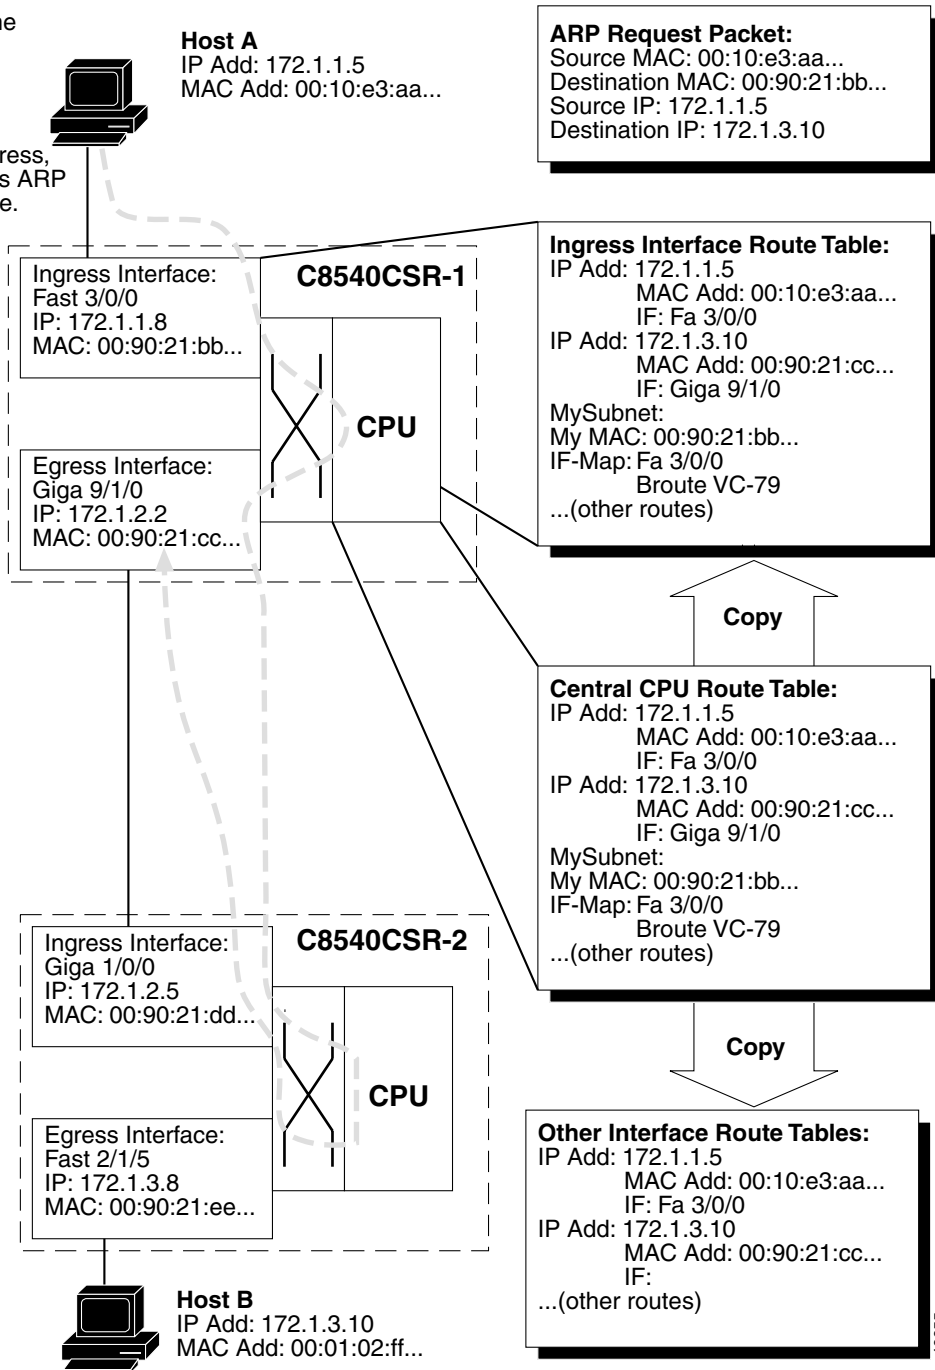 Host A
IP Add: 172.1.1.5
MAC Add: 00:10:e3:aa...
ress,
s ARP
e.
ARP Request Packet:
Source MAC: 00:10:e3:aa...
Destination MAC: 00:90:21:bb...
Source IP: 172.1.1.5
Destination IP: 172.1.3.10
C8540CSR-1
Ingress Interface:
Fast 3/0/0
IP: 172.1.1.8
MAC: 00:90:21:bb...
CPU
Egress Interface:
Giga 9/1/0
IP: 172.1.2.2
MAC: 00:90:21:cc...
Ingress Interface Route Table:
IP Add: 172.1.1.5
MAC Add: 00:10:e3:aa...
IF: Fa 3/0/0
IP Add: 172.1.3.10
MAC Add: 00:90:21:cc...
IF: Giga 9/1/0
MySubnet:
My MAC: 00:90:21:bb...
IF-Map: Fa 3/0/0
Broute VC-79
...(other routes)
Copy
Central CPU Route Table:
IP Add: 172.1.1.5
MAC Add: 00:10:e3:aa...
IF: Fa 3/0/0
IP Add: 172.1.3.10
MAC Add: 00:90:21:cc...
IF: Giga 9/1/0
MySubnet:
My MAC: 00:90:21:bb...
IF-Map: Fa 3/0/0
Broute VC-79
...(other routes)
Copy
C8540CSR-2
Ingress Interface:
Giga 1/0/0
IP: 172.1.2.5
MAC: 00:90:21:dd...
CPU
Egress Interface:
Fast 2/1/5
IP: 172.1.3.8
MAC: 00:90:21:ee...
Other Interface Route Tables:
IP Add: 172.1.1.5
MAC Add: 00:10:e3:aa...
IF: Fa 3/0/0
IP Add: 172.1.3.10
MAC Add: 00:90:21:cc...
IF:
...(other routes)
Host B
IP Add: 172.1.3.10
MAC Add: 00:01:02:ff...